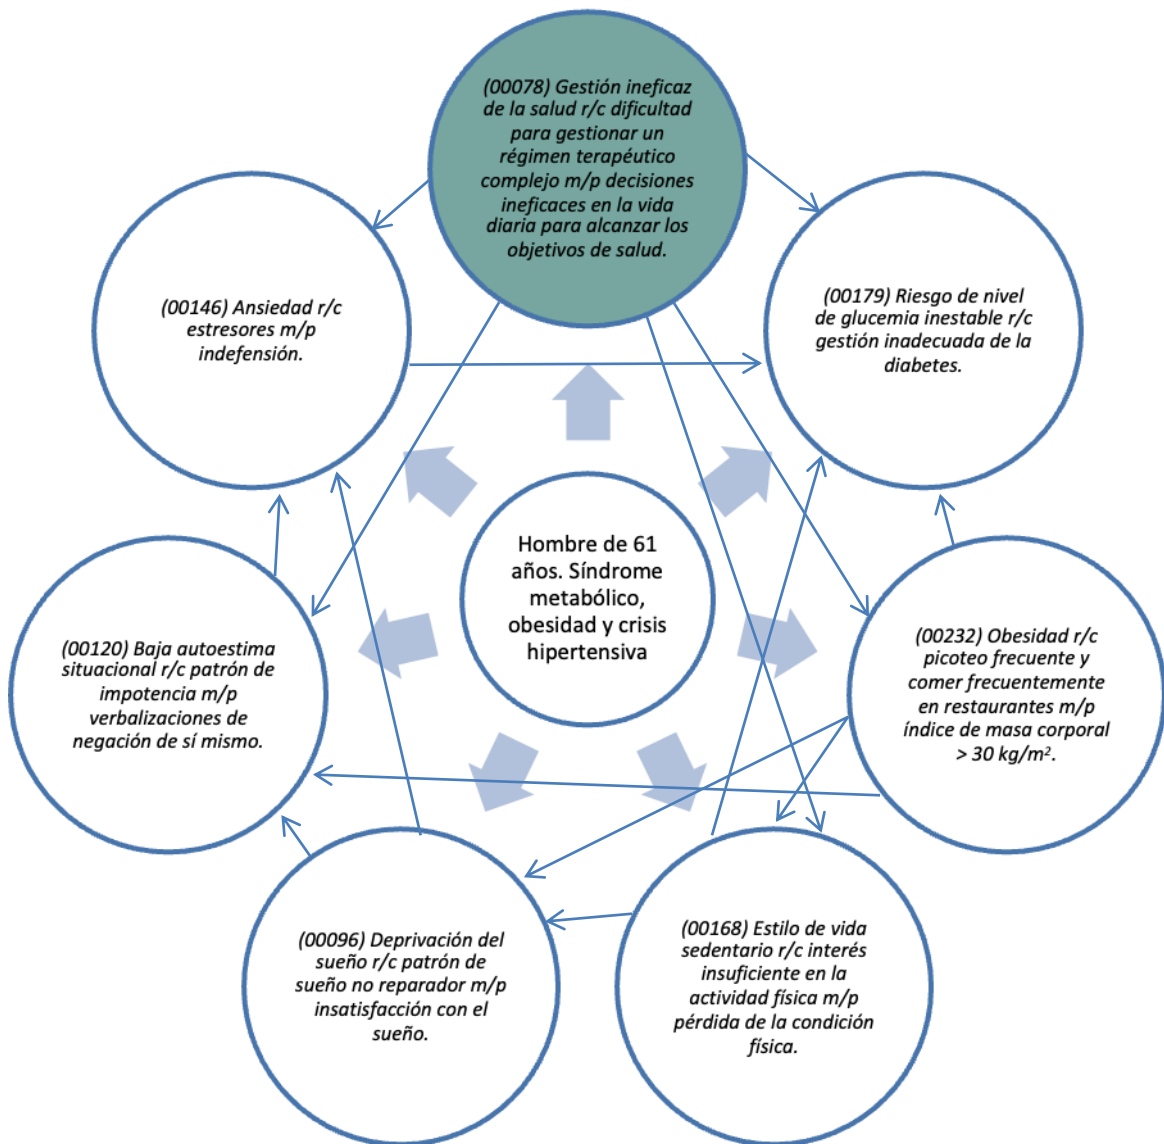 (00078) Gestión ineficaz
de la salud r/c dificultad
para gestionar un
régimen terapéutico
complejo m/p decisiones
ineficaces en la vida
diaria para alcanzar los
objetivos de salud.
(00146) Ansiedad r/c
estresores m/p
indefensión.
(00179) Riesgo de nivel
de glucemia inestable r/c
gestión inadecuada de la
diabetes.
Hombre de 61
años. Síndrome
metabólico,
obesidad y crisis
hipertensiva
(00120) Baja autoestima
situacional r/c patrón de
impotencia m/p
verbalizaciones de
negación de sí mismo.
(00232) Obesidad r/c
picoteo frecuente y
comer frecuentemente
en restaurantes m/p
índice de masa corporal
> 30 kg/m².
(00096) Deprivación del
sueño r/c patrón de
sueño no reparador m/p
insatisfacción con el
sueño.
(00168) Estilo de vida
sedentario r/c interés
insuficiente en la
actividad física m/p
pérdida de la condición
física.